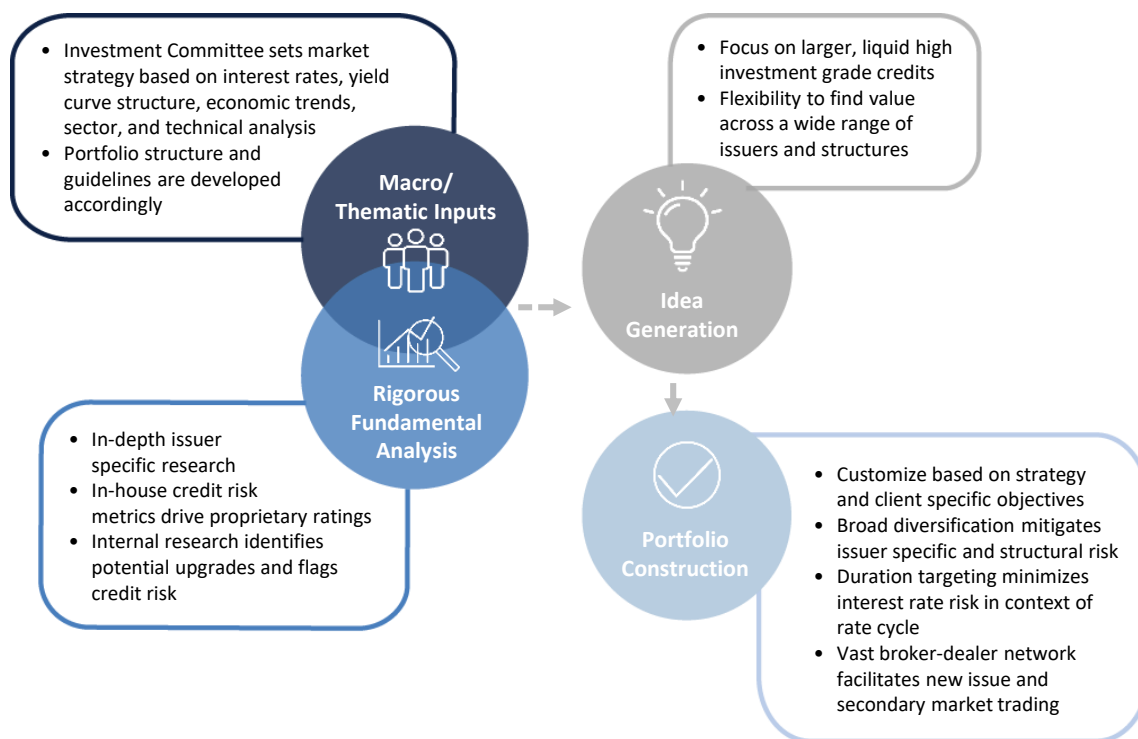 • Investment Committee sets market
strategy based on interest rates, yield
curve structure, economic trends,
sector, and technical analysis
• Portfolio structure and
guidelines are developed
accordingly
Macro/
Thematic Inputs
Rigorous
Fundamental
Analysis
• In-depth issuer
specific research
• In-house credit risk
metrics drive proprietary ratings
• Internal research identifies
potential upgrades and flags
credit risk
• Focus on larger, liquid high
investment grade credits
• Flexibility to find value
across a wide range of
issuers and structures
Idea
Generation
Portfolio
Construction
• Customize based on strategy
and client specific objectives
• Broad diversification mitigates
issuer specific and structural risk
• Duration targeting minimizes
interest rate risk in context of
rate cycle
• Vast broker-dealer network
facilitates new issue and
secondary market trading